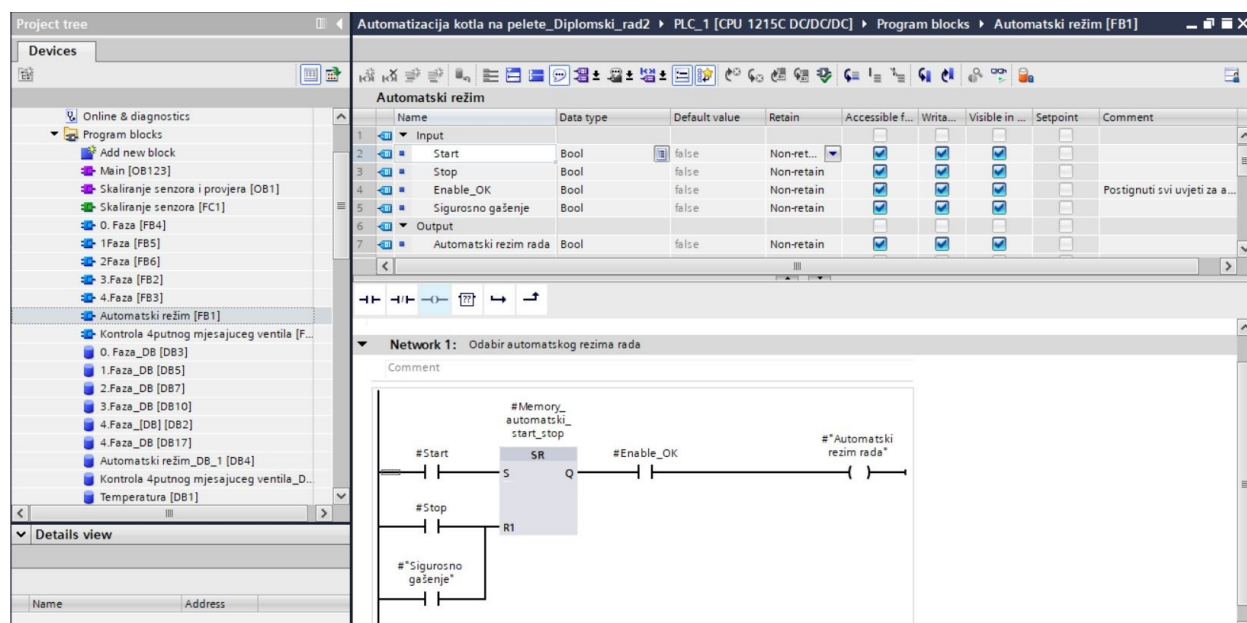 Project tree
Devices
Online & diagnostics
Program blocks
Add new block
Main [OB123]
Skaliranje senzora i provjera [OB1]
Skaliranje senzora [FC1]
0. Faza [FB4]
1Faza [FB5]
2Faza [FB6]
3.Faza [FB2]
4.Faza [FB3]
Automatski režim [FB1]
Kontrola 4putnog mjesajuceg ventila [F...
0. Faza_DB [DB3]
1.Faza_DB [DB5]
2.Faza_DB [DB7]
3.Faza_DB [DB10]
4.Faza_[DB] [DB2]
4.Faza_DB [DB17]
Automatski režim_DB_1 [DB4]
Kontrola 4putnog mjesajuceg ventila_D...
Temperatura [DB1]
Details view
Name Address
Automatizacija kotla na pelete_Diplomski_rad2 PLC_1 [CPU 1215C DC/DC/DC] Program blocks Automatski režim [FB1]
Automatski režim
Name Data type Default value Retain Accessible f... Writa... Visible in ... Setpoint Comment
1 Input
2 Start Bool false Non-ret...
3 Stop Bool false Non-retain
4 Enable_OK Bool false Non-retain Postignuti svi uvjeti za a...
5 Sigurosno gašenje Bool false Non-retain
6 Output
7 Automatski rezim rada Bool false Non-retain
??
Network 1: Odabir automatskog rezima rada
Comment
#Memory_
automatski_
start_stop
#Start
SR
S
Q
#Enable_OK
#"Automatski
rezim rada"
#Stop
R1
#"Sigurosno
gašenje"